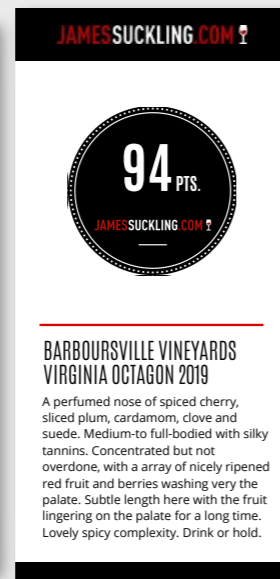 JAMESSUCKLING.COM
94 PTS.
JAMESSUCKLING.COM
BARBOURSVILLE VINEYARDS
VIRGINIA OCTAGON 2019
A perfumed nose of spiced cherry,
sliced plum, cardamom, clove and
suede. Medium-to full-bodied with silky
tannins. Concentrated but not
overdone, with a array of nicely ripened
red fruit and berries washing very the
palate. Subtle length here with the fruit
lingering on the palate for a long time.
Lovely spicy complexity. Drink or hold.